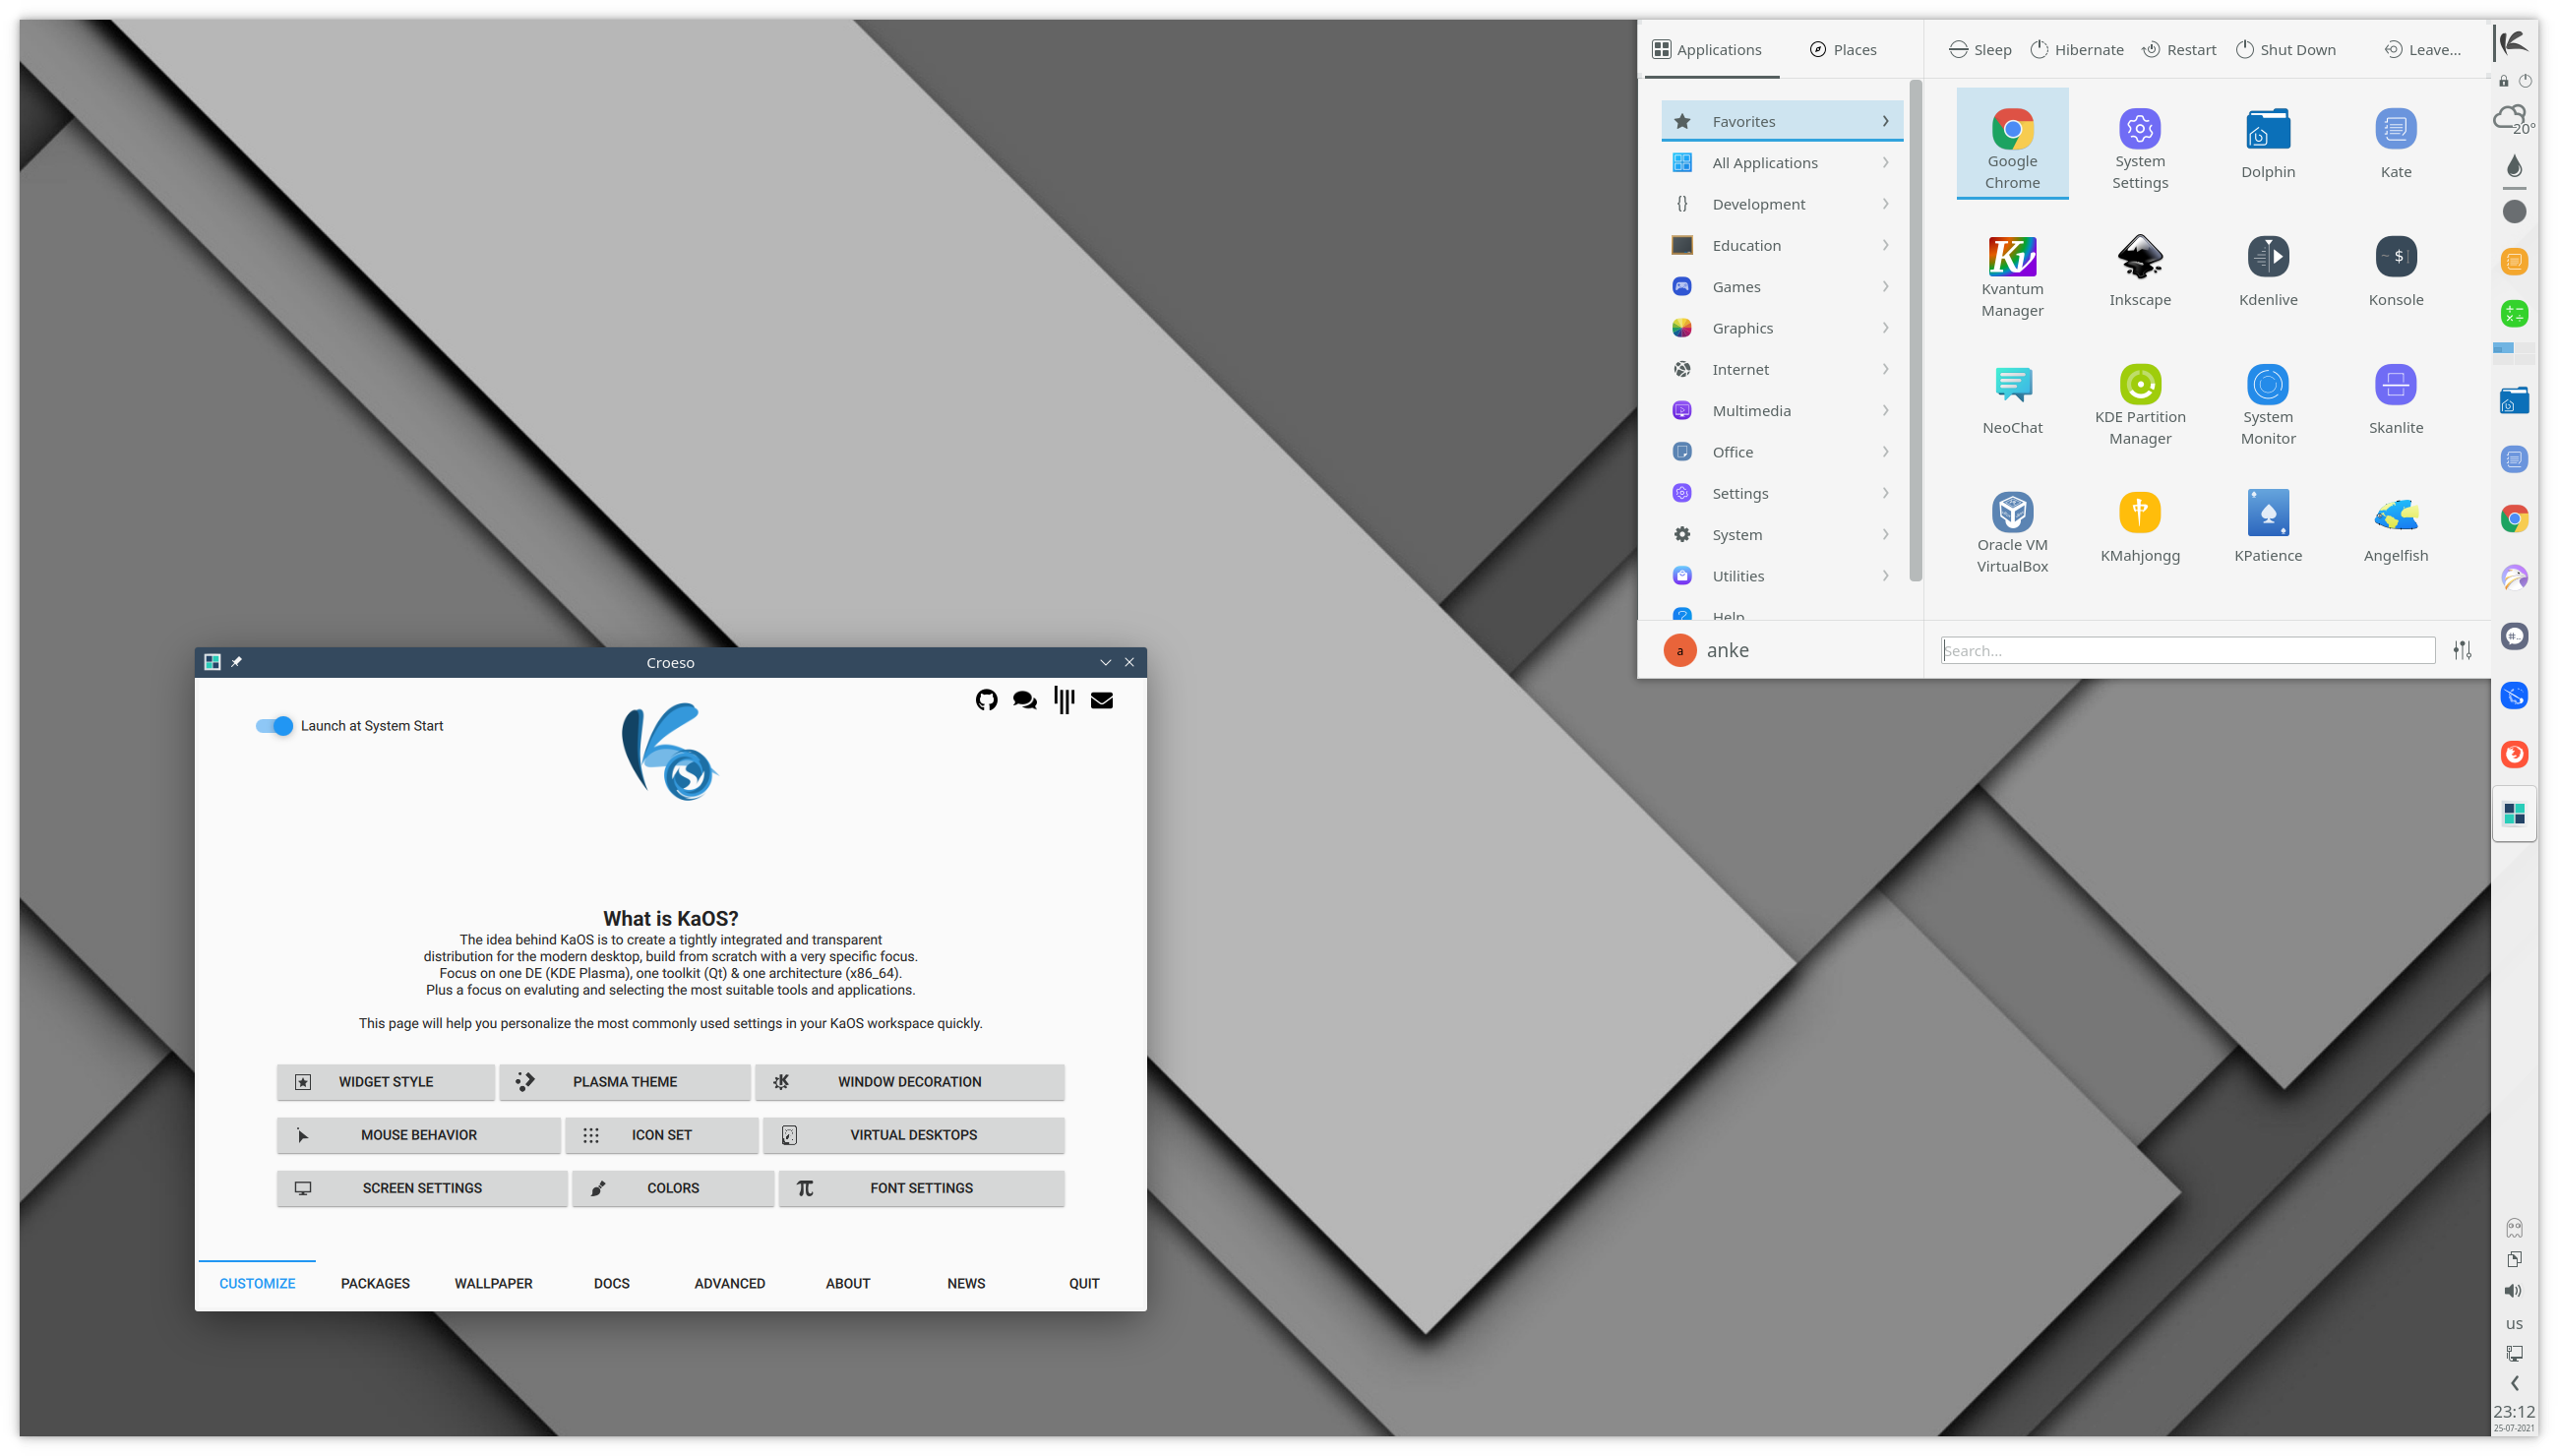 Applications
Places
Sleep
Hibernate
Restart
Shut Down
Leave...
Favorites
All Applications
Development
Education
Games
Graphics
Internet
Multimedia
Office
Settings
System
Utilities
Help
Google
Chrome
System
Settings
Dolphin
Kate
Kvantum
Manager
Inkscape
Kdenlive
Konsole
NeoChat
KDE Partition
Manager
System
Monitor
Skanlite
Oracle VM
VirtualBox
KMahjongg
KPatience
Angelfish
a
anke
Search...
20°
us
23:12
25-07-2021
Croeso
Launch at System Start
What is KaOS?
The idea behind KaOS is to create a tightly integrated and transparent
distribution for the modern desktop, build from scratch with a very specific focus.
Focus on one DE (KDE Plasma), one toolkit (Qt) & one architecture (x86_64).
Plus a focus on evaluting and selecting the most suitable tools and applications.
This page will help you personalize the most commonly used settings in your KaOS workspace quickly.
WIDGET STYLE
PLASMA THEME
WINDOW DECORATION
MOUSE BEHAVIOR
ICON SET
VIRTUAL DESKTOPS
SCREEN SETTINGS
COLORS
FONT SETTINGS
CUSTOMIZE
PACKAGES
WALLPAPER
DOCS
ADVANCED
ABOUT
NEWS
QUIT